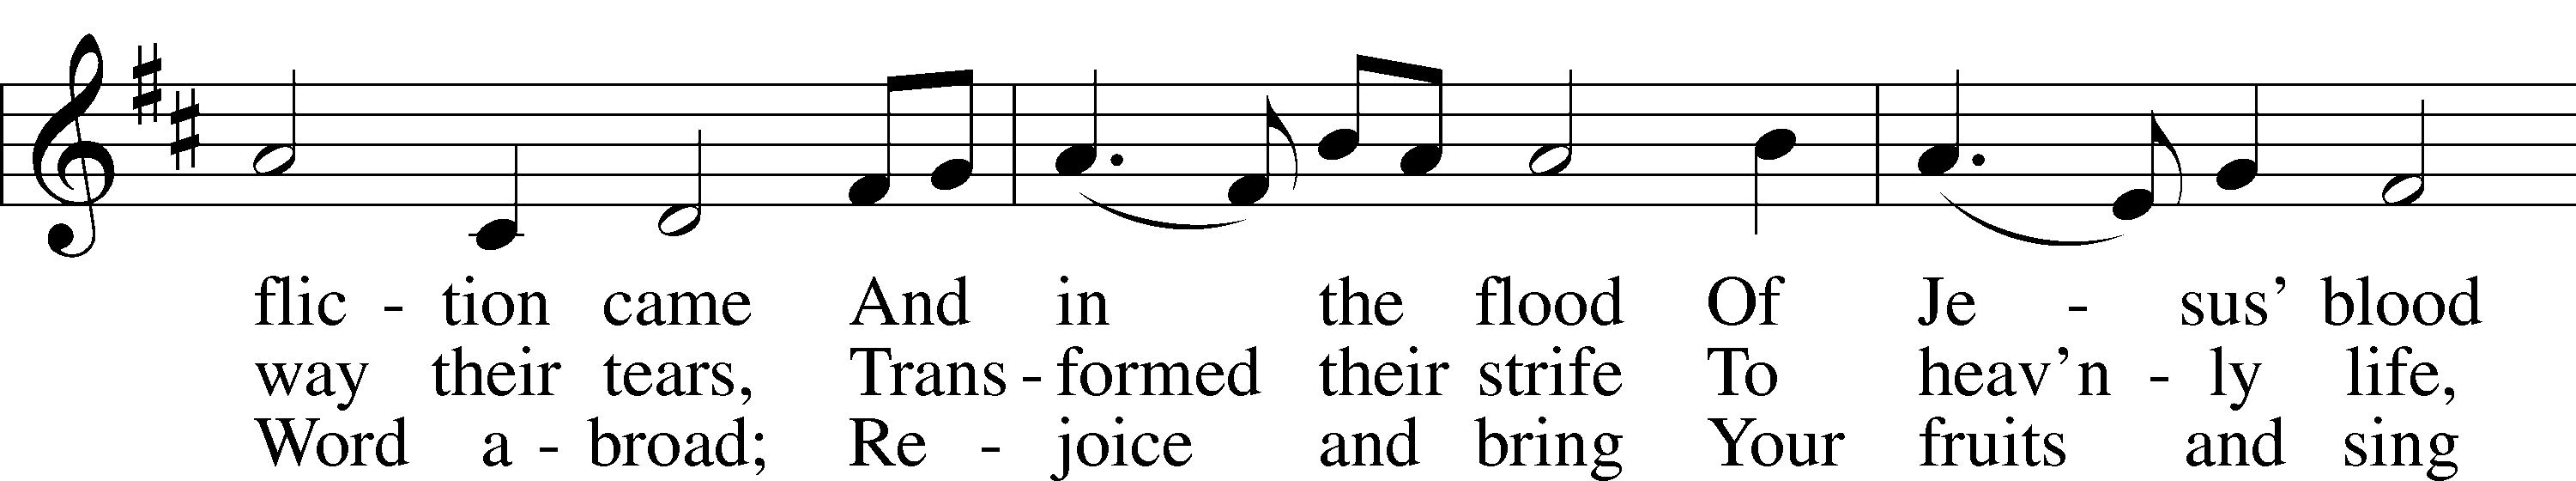 flic - tion came And in the flood Of Je - sus’ blood
way their tears, Trans - formed their strife To heav’n - ly life,
Word a - broad; Re - joice and bring Your fruits and sing